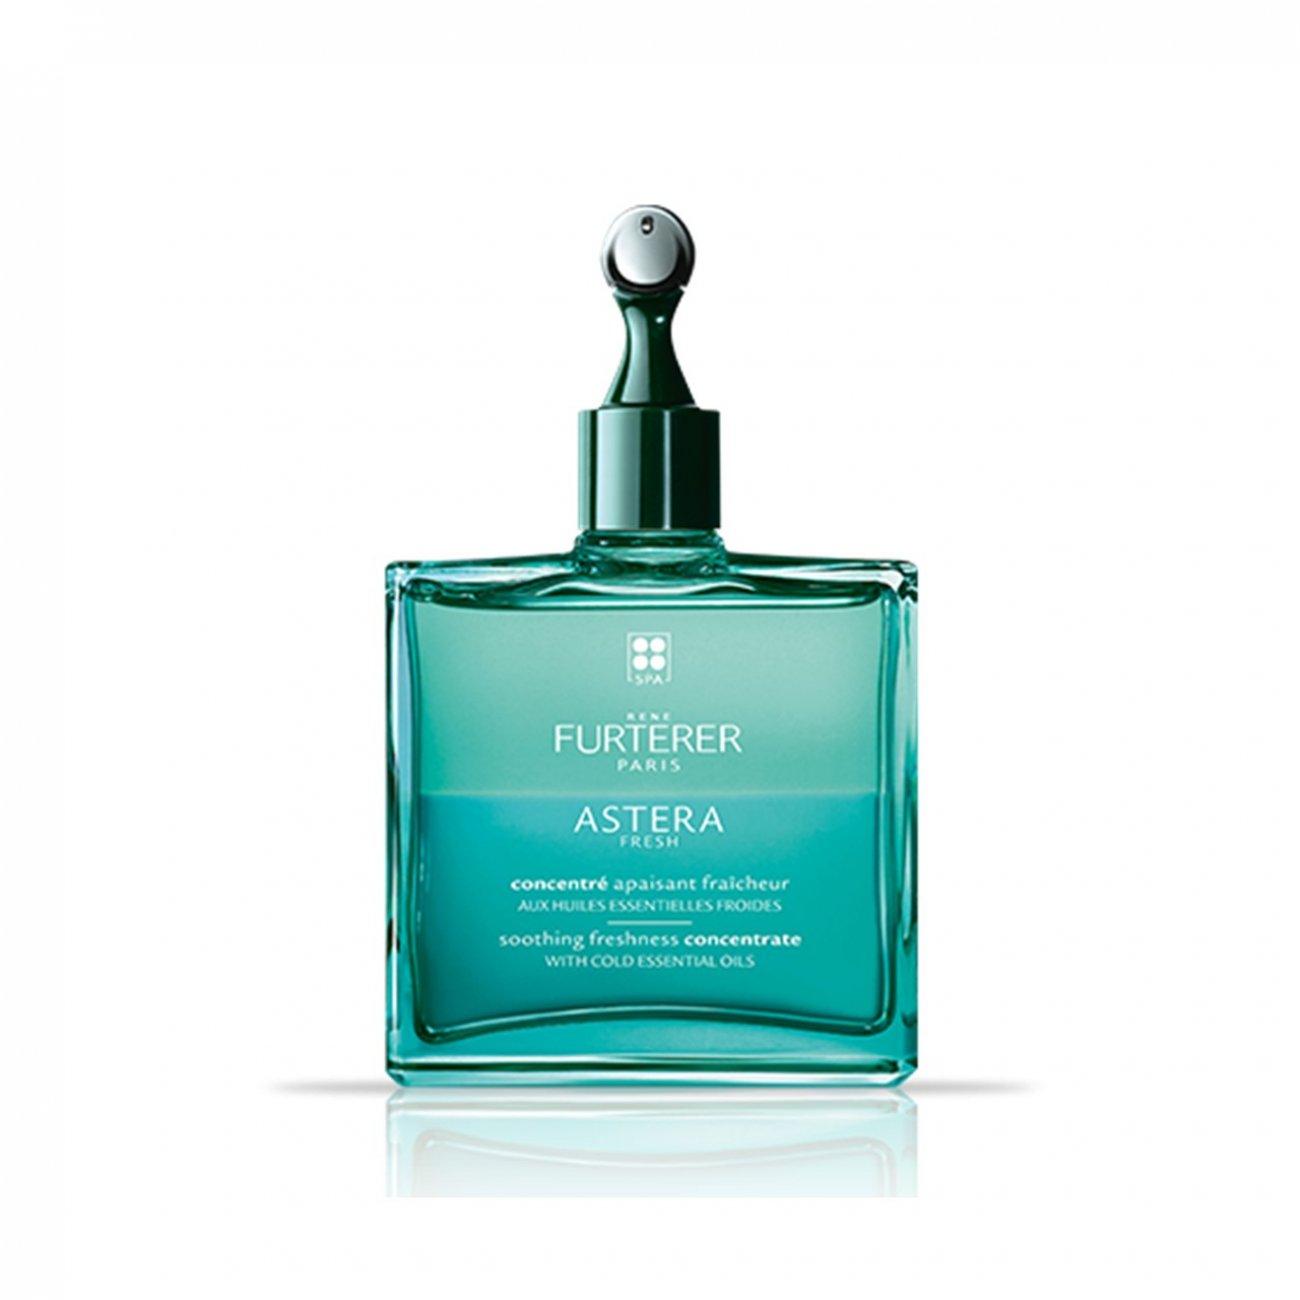 SPA
RENE
FURTERER
PARIS
ASTERA
FRESH
concentré apaisant fraîcheur
AUX HUILES ESSENTIELLES FROIDES
soothing freshness concentrate
WITH COLD ESSENTIAL OILS